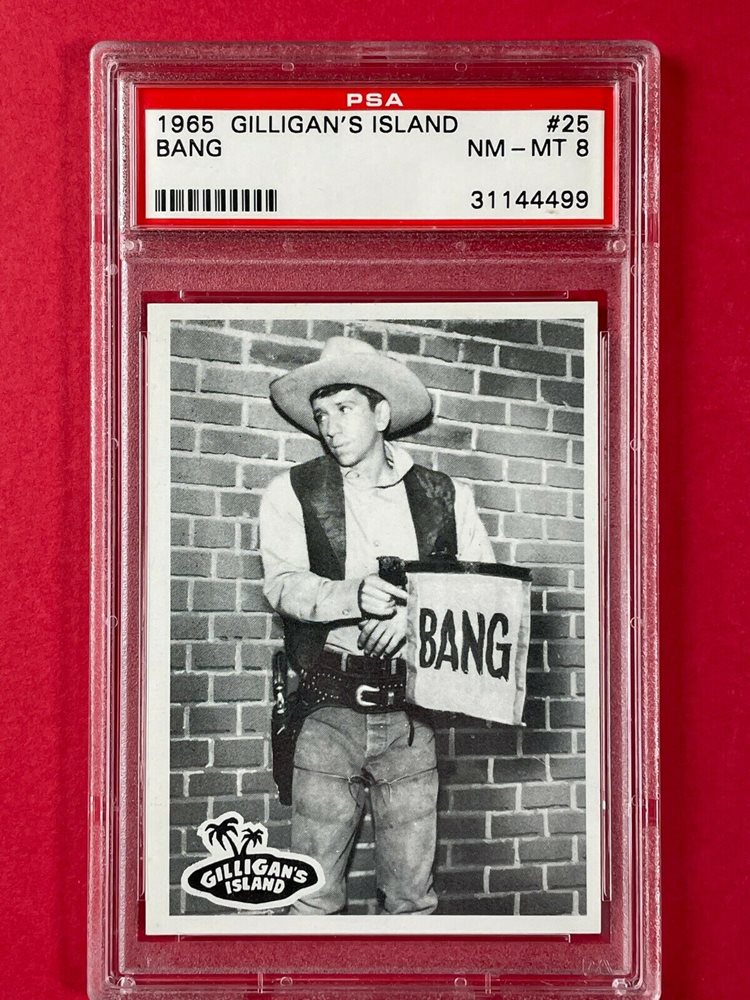 PSA
1965 GILLIGAN'S ISLAND #25
BANG NM - MT 8
31144499
BANG
GILLIGAN'S
ISLAND